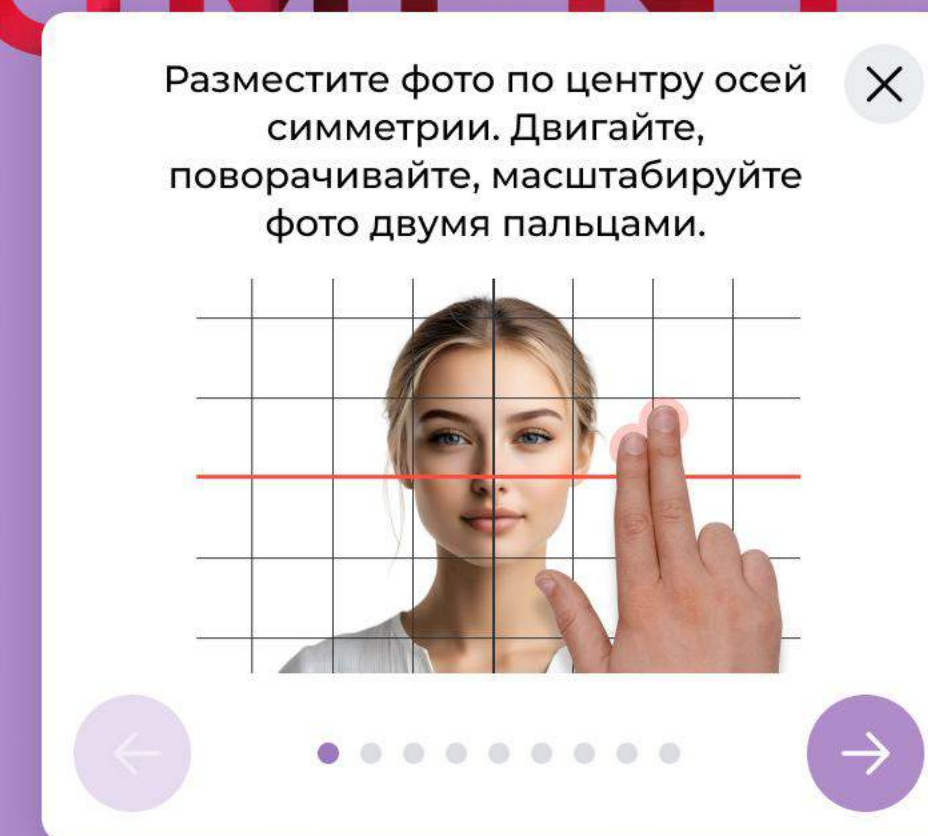 Разместите фото по центру осей
симметрии. Двигайте,
поворачивайте, масштабируйте
фото двумя пальцами.